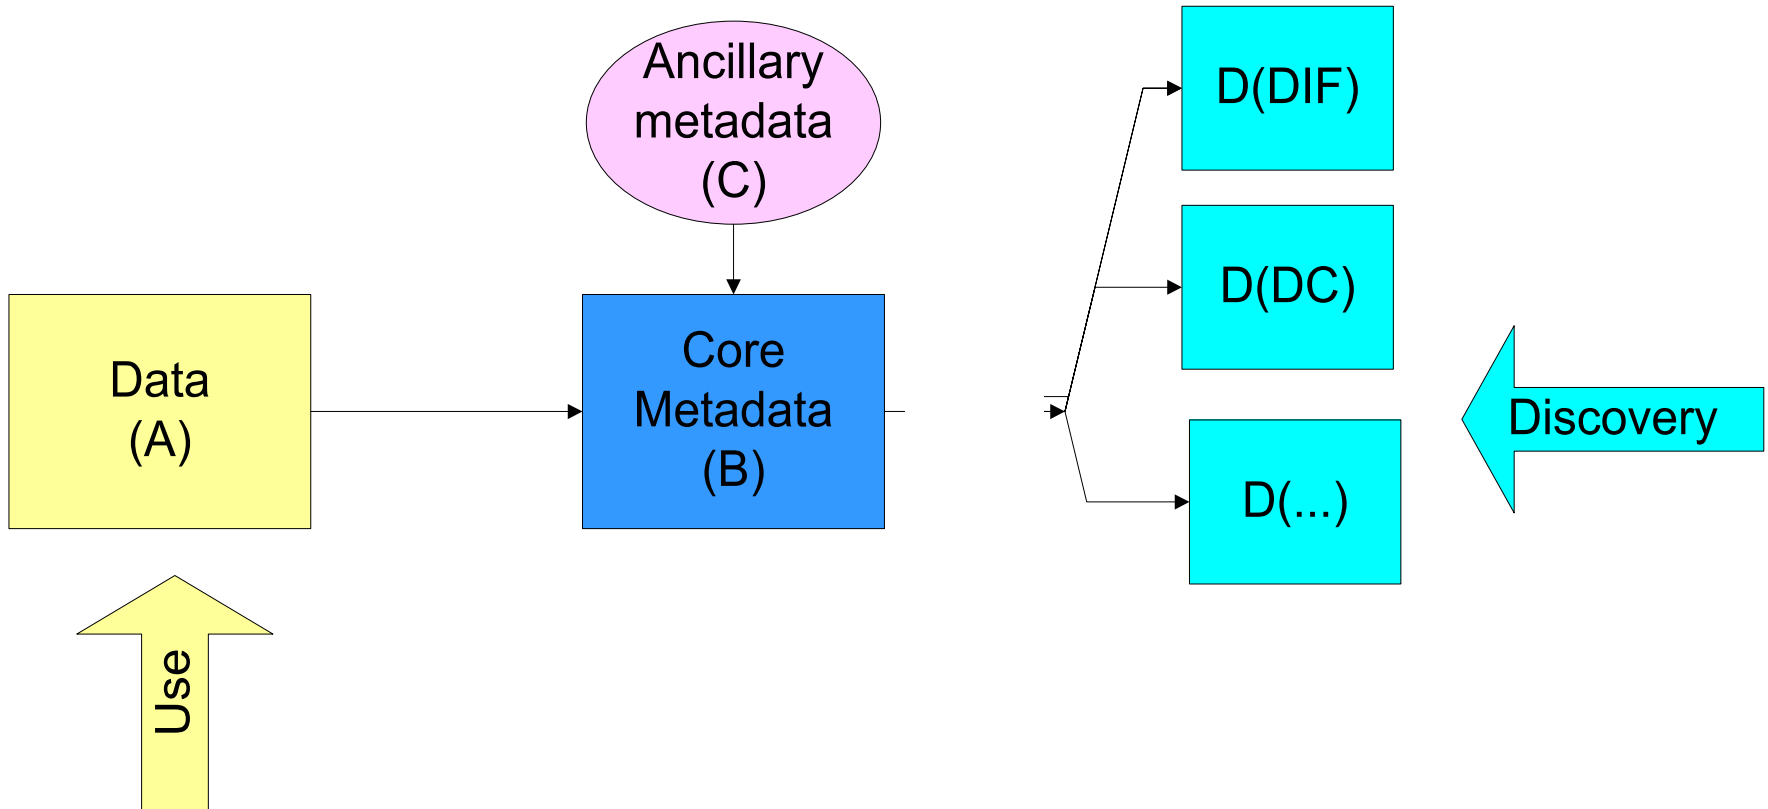 Ancillary
metadata
(C)
D(DIF)
D(DC)
Data
(A)
Core
Metadata
(B)
D(...)
Discovery
Use